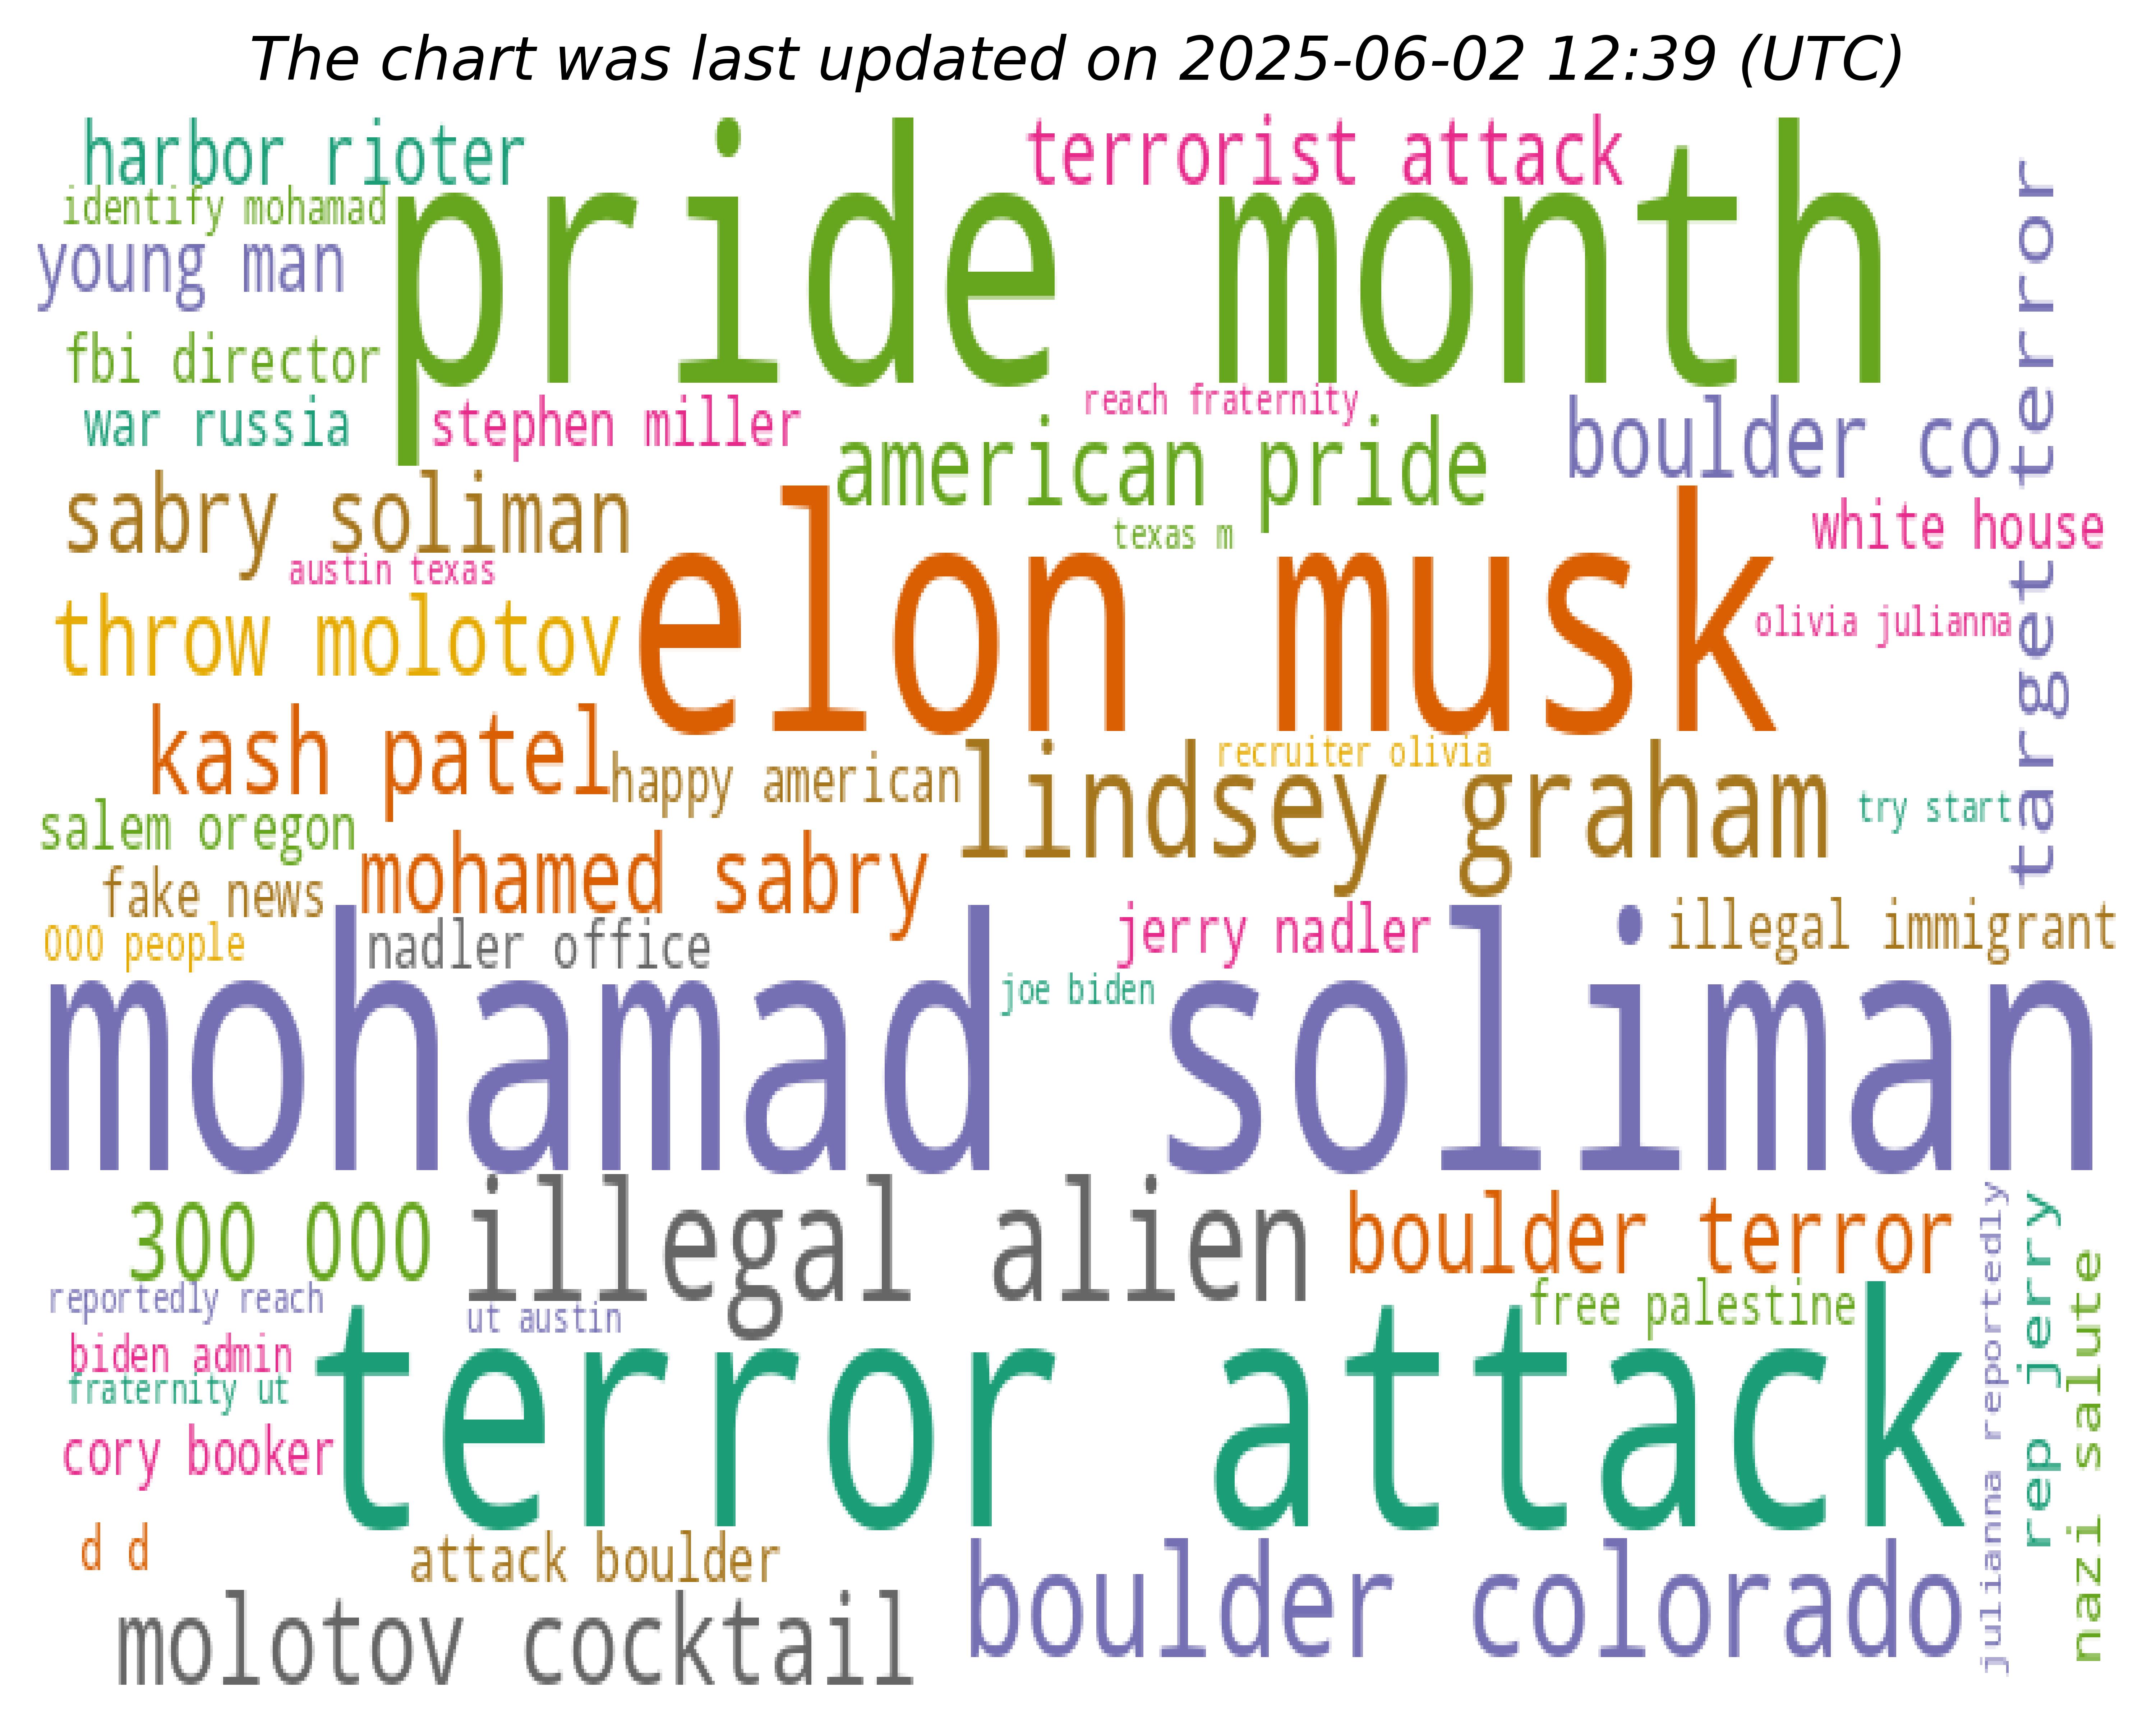 The chart was last updated on 2025-06-02 12:39 (UTC)
harbor rioter
terrorist attack
pride month
identify mohamad
young man
fbi director
target terror
reach fraternity
war russia
stephen miller
american pride
boulder co
sabry soliman
texas m
white house
austin texas
elon musk
throw molotov
olivia julianna
kash patel
happy american
recruiter olivia
lindsey graham
try start
salem oregon
mohamed sabry
fake news
000 people
nadler office
jerry nadler
illegal immigrant
joe biden
mohamad soliman
300 000
illegal alien
boulder terror
reportedly reach
ut austin
free palestine
julianna reportedly
rep jerry
nazi salute
biden admin
fraternity ut
terror attack
cory booker
d d
attack boulder
boulder colorado
molotov cocktail